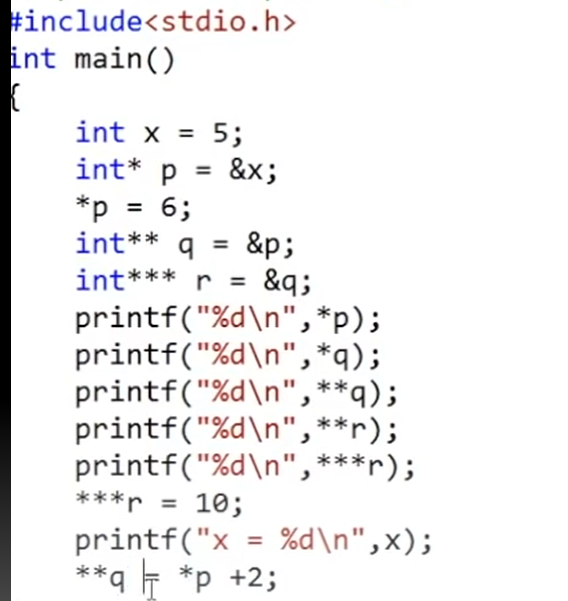 #include<stdio.h>
int main()
{
int x = 5;
int* p = &x;
*p = 6;
int** q = &p;
int*** r = &q;
printf("%d\n",*p);
printf("%d\n",*q);
printf("%d\n",**q);
printf("%d\n",**r);
printf("%d\n",***r);
***r = 10;
printf("x = %d\n",x);
**q = *p +2;